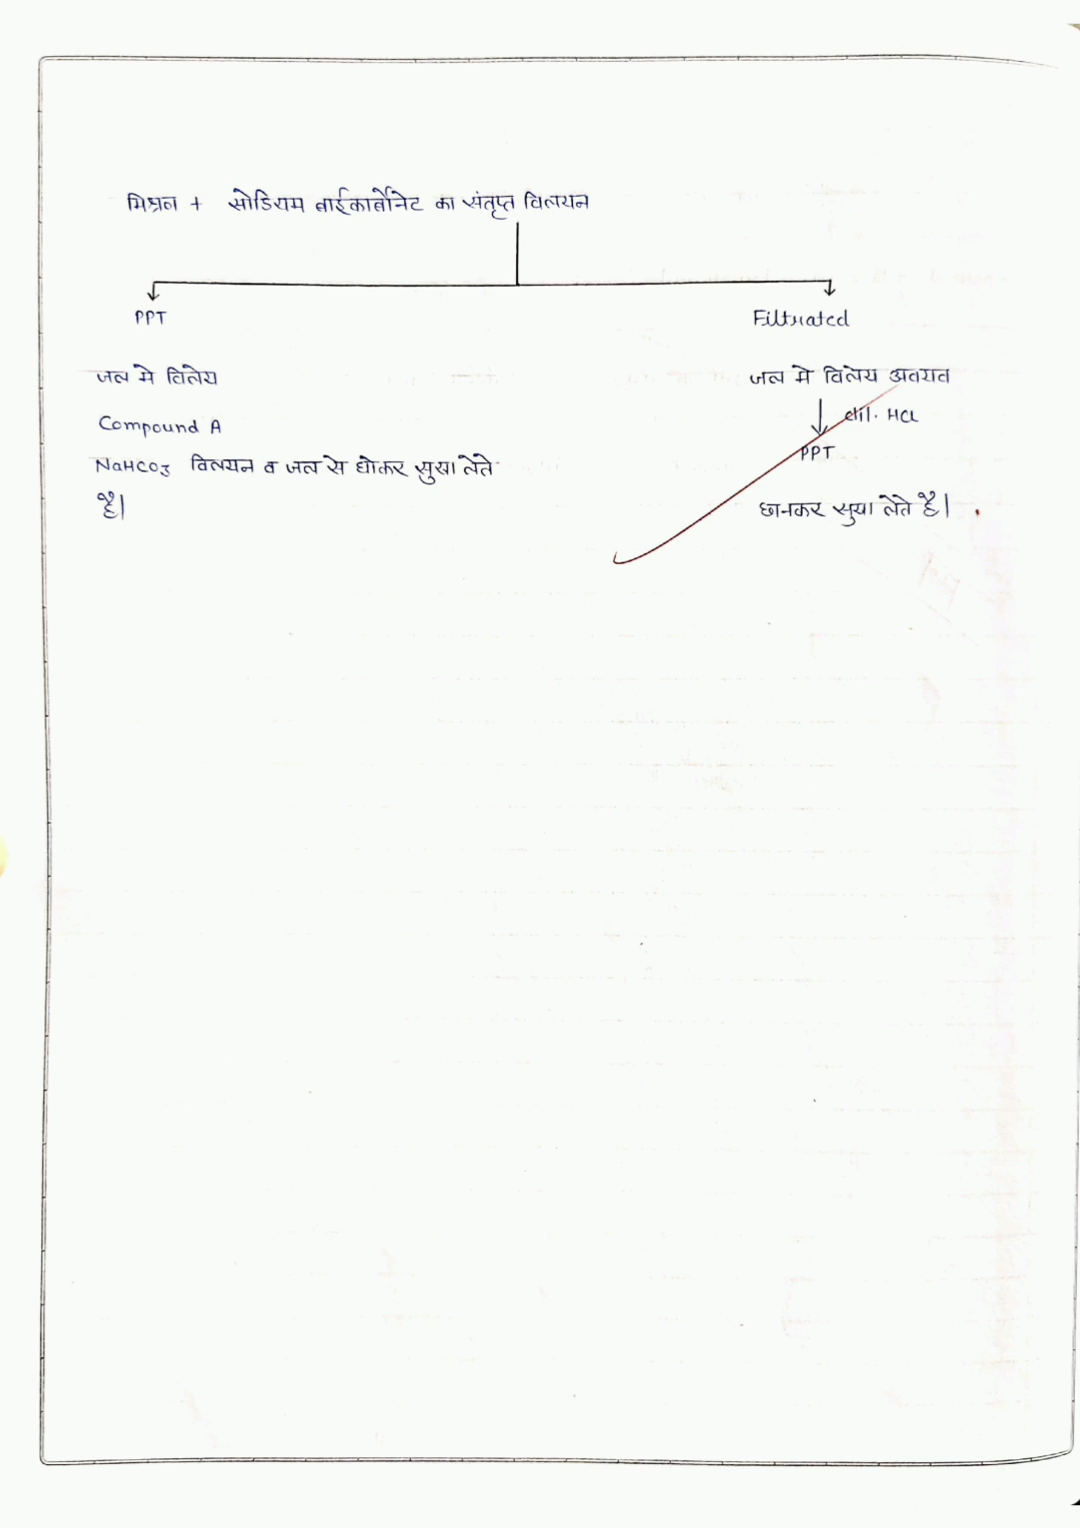 मिश्रण + सोडियम बाईकार्बोनेट का संतृप्त विलयन
PPT
Filtrated
जल मे विलेय
जल मे विलेय अवयव
dil. HCl
Compound A
PPT
NaHCO3 विलयन व जल से धोकर सुखा लेते
है।
छानकर सुखा लेते है।